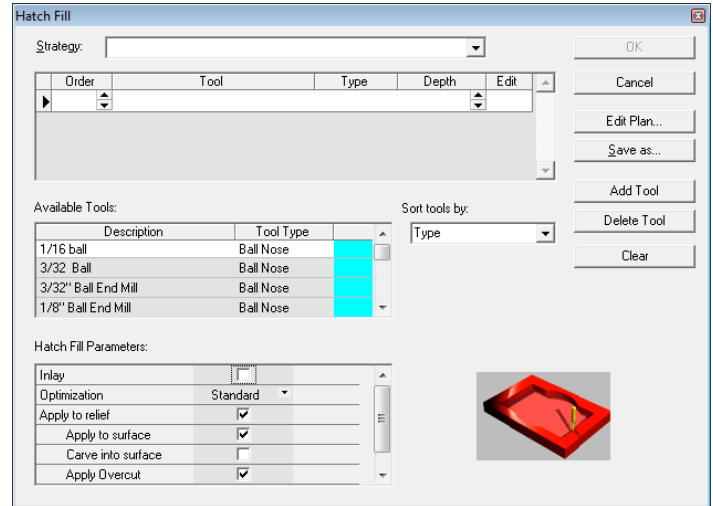 Hatch Fill
Strategy:
OK
Order Tool Type Depth Edit
Cancel
Edit Plan...
Save as...
Add Tool
Available Tools:
Sort tools by:
Delete Tool
Description Tool Type
Type
1/16 ball Ball Nose
Clear
3/32 Ball Ball Nose
3/32" Ball End Mill Ball Nose
1/8" Ball End Mill Ball Nose
Hatch Fill Parameters:
Inlay
Optimization Standard
Apply to relief
Apply to surface
Carve into surface
Apply Overcut